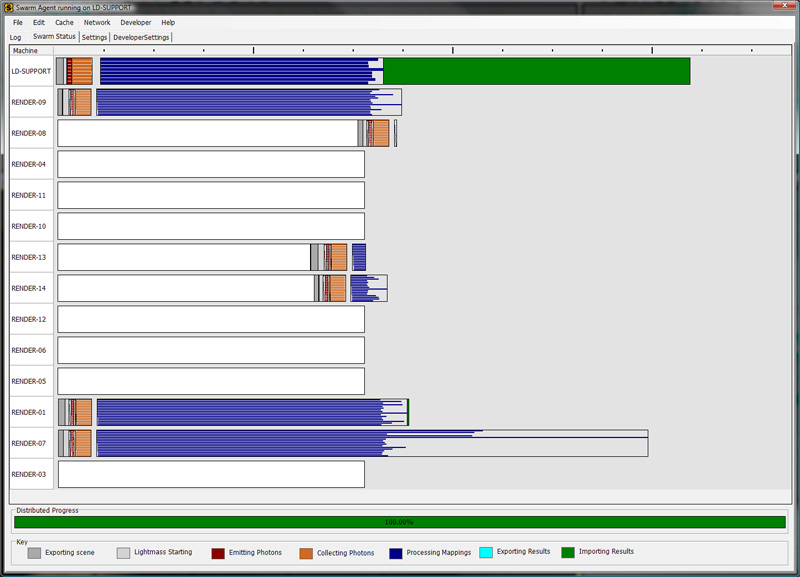 Swarm Agent running on LD-SUPPORT
File Edit Cache Network Developer Help
Log Swarm Status Settings DeveloperSettings
Machine
LD-SUPPORT
RENDER-09
RENDER-08
RENDER-04
RENDER-11
RENDER-10
RENDER-13
RENDER-14
RENDER-12
RENDER-06
RENDER-05
RENDER-01
RENDER-07
RENDER-03
Distributed Progress
100.00%
Key
Exporting scene Lightmass Starting Emitting Photons Collecting Photons Processing Mappings Exporting Results Importing Results